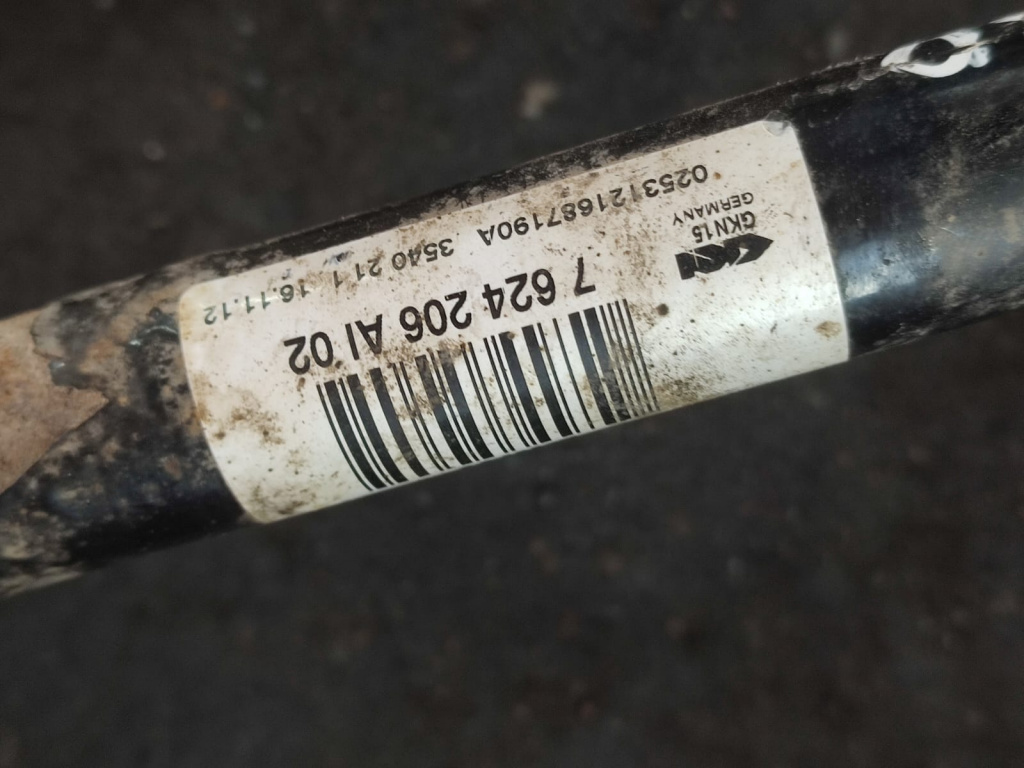 GKN
GKN15
GERMANY
0253121687190A 3540 21 1 16.11.12
7 624 206 AI 02